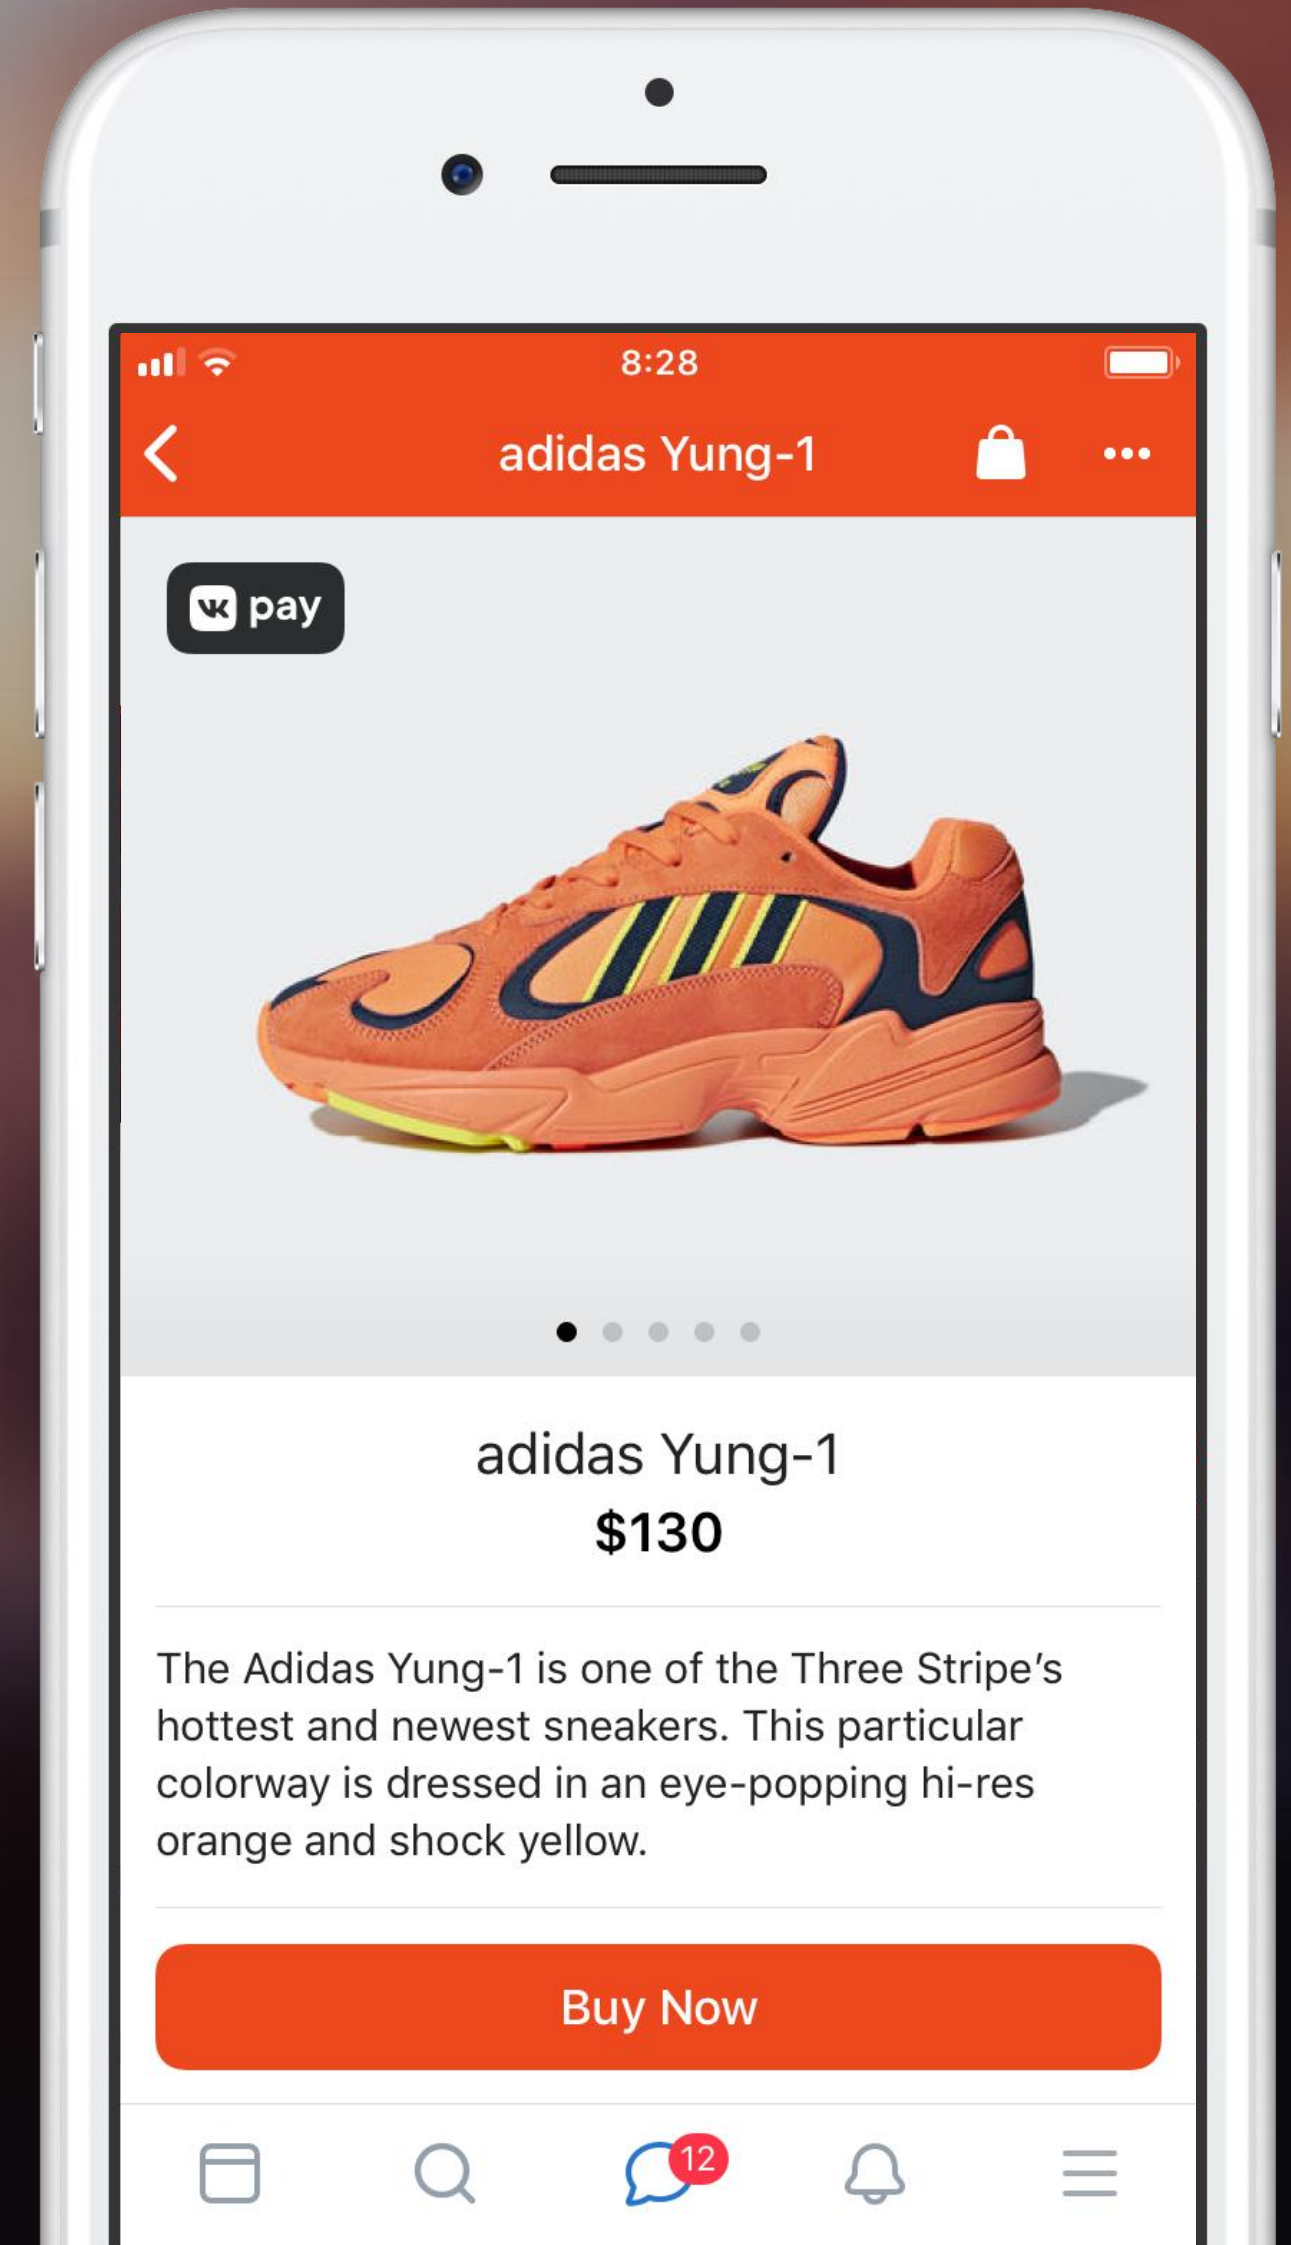 8:28
adidas Yung-1
VK pay
adidas Yung-1
$130
The Adidas Yung-1 is one of the Three Stripe’s
hottest and newest sneakers. This particular
colorway is dressed in an eye-popping hi-res
orange and shock yellow.
Buy Now
12